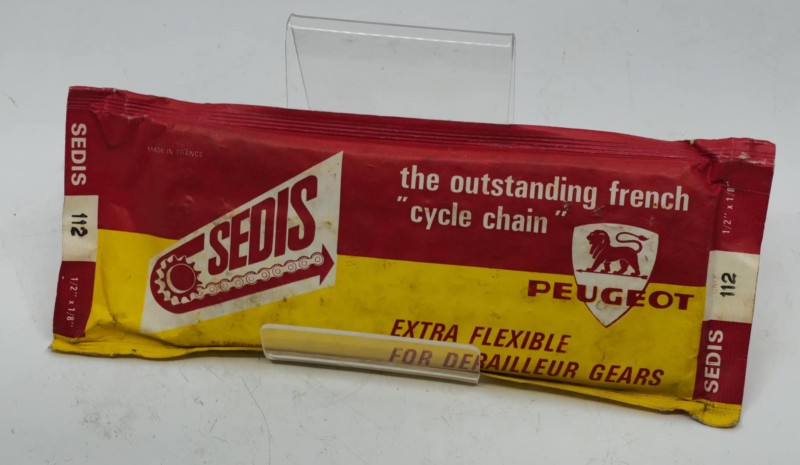 SEDIS
112
1/2" x 1/8"
MADE IN FRANCE
SEDIS
the outstanding french
"cycle chain"
PEUGEOT
EXTRA FLEXIBLE
FOR DERAILLEUR GEARS
1/2" x 1/8"
112
SEDIS